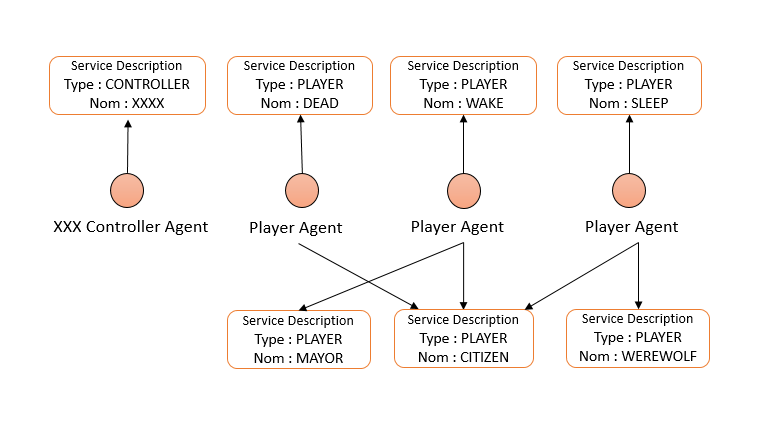 Service Description
Type : CONTROLLER
Nom : XXXX
Service Description
Type : PLAYER
Nom : DEAD
Service Description
Type : PLAYER
Nom : WAKE
Service Description
Type : PLAYER
Nom : SLEEP
XXX Controller Agent
Player Agent
Player Agent
Player Agent
Service Description
Type : PLAYER
Nom : MAYOR
Service Description
Type : PLAYER
Nom : CITIZEN
Service Description
Type : PLAYER
Nom : WEREWOLF